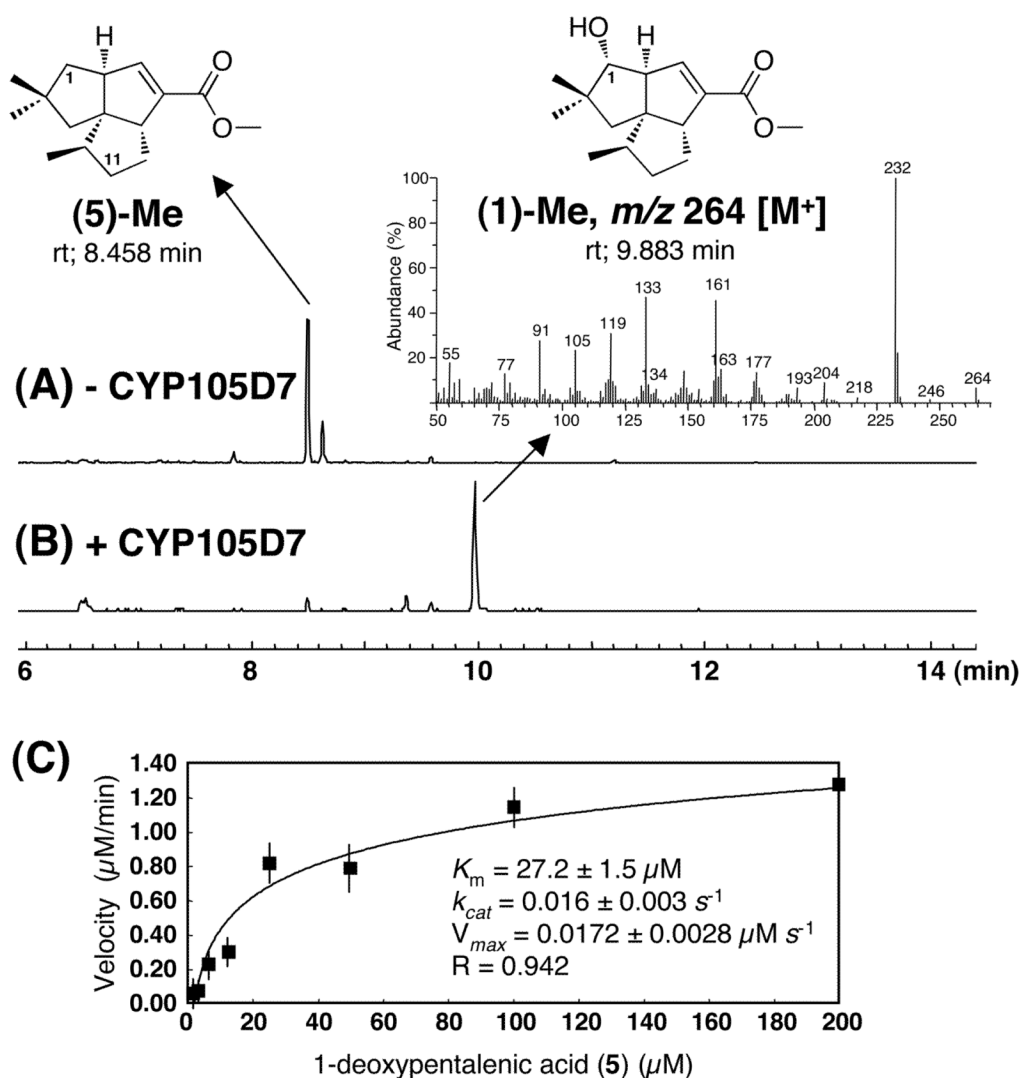 H
1
O
O
11
(5)-Me
rt; 8.458 min
HO
H
1
O
O
(1)-Me, m/z 264 [M⁺]
rt; 9.883 min
Abundance (%)
100
80
60
40
20
55
77
91
105
119
133
134
161
163
177
193
204
218
232
246
264
50 75 100 125 150 175 200 225 250
(A) - CYP105D7
(B) + CYP105D7
6 8 10 12 14 (min)
(C)
Velocity (µM/min)
1.40
1.20
1.00
0.80
0.60
0.40
0.20
0.00
Km = 27.2 ± 1.5 µM
kcat = 0.016 ± 0.003 s⁻¹
Vmax = 0.0172 ± 0.0028 µM s⁻¹
R = 0.942
0 20 40 60 80 100 120 140 160 180 200
1-deoxypentalenic acid (5) (µM)